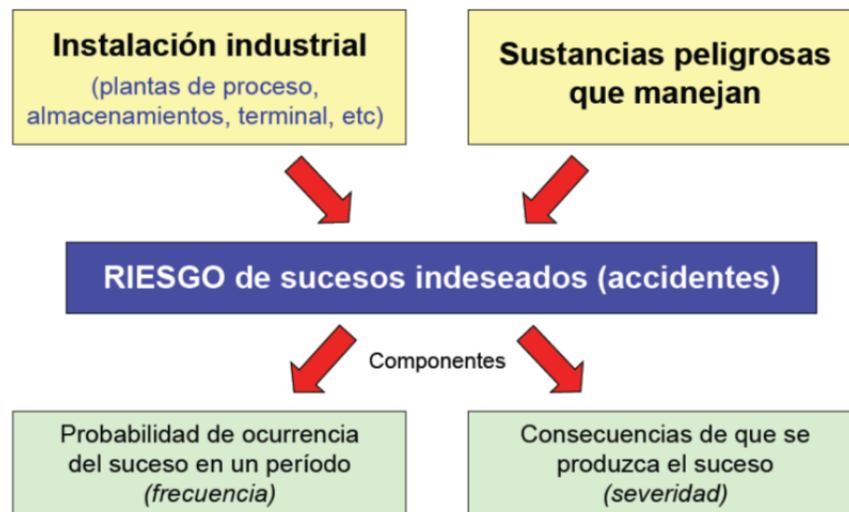 Instalación industrial
(plantas de proceso,
almacenamientos, terminal, etc)
Sustancias peligrosas
que manejan
RIESGO de sucesos indeseados (accidentes)
Componentes
Probabilidad de ocurrencia
del suceso en un período
(frecuencia)
Consecuencias de que se
produzca el suceso
(severidad)